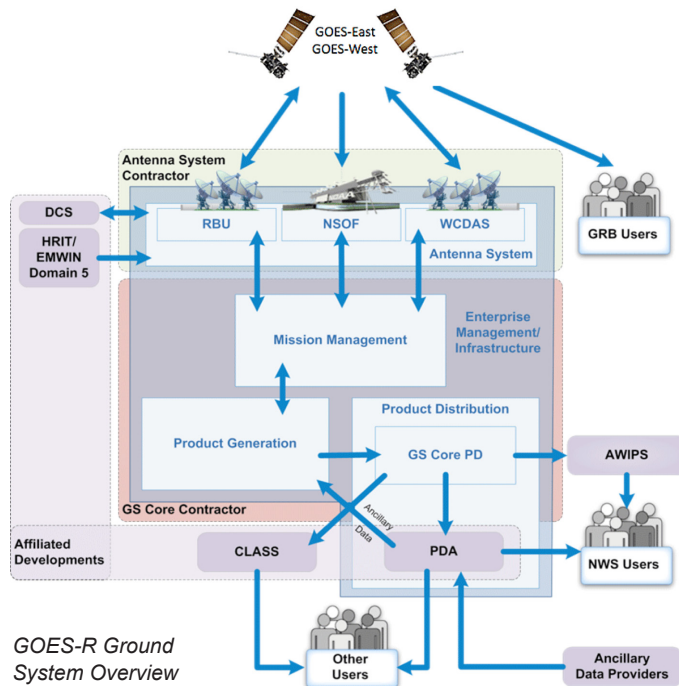 GOES-East
GOES-West
Antenna System
Contractor
DCS
HRIT/
EMWIN
Domain 5
RBU
NSOF
WCDAS
Antenna System
GRB Users
Mission Management
Enterprise
Management/
Infrastructure
Product Distribution
Product Generation
GS Core PD
AWIPS
GS Core Contractor
Ancillary
Data
Affiliated
Developments
CLASS
PDA
NWS Users
GOES-R Ground
System Overview
Other
Users
Ancillary
Data Providers